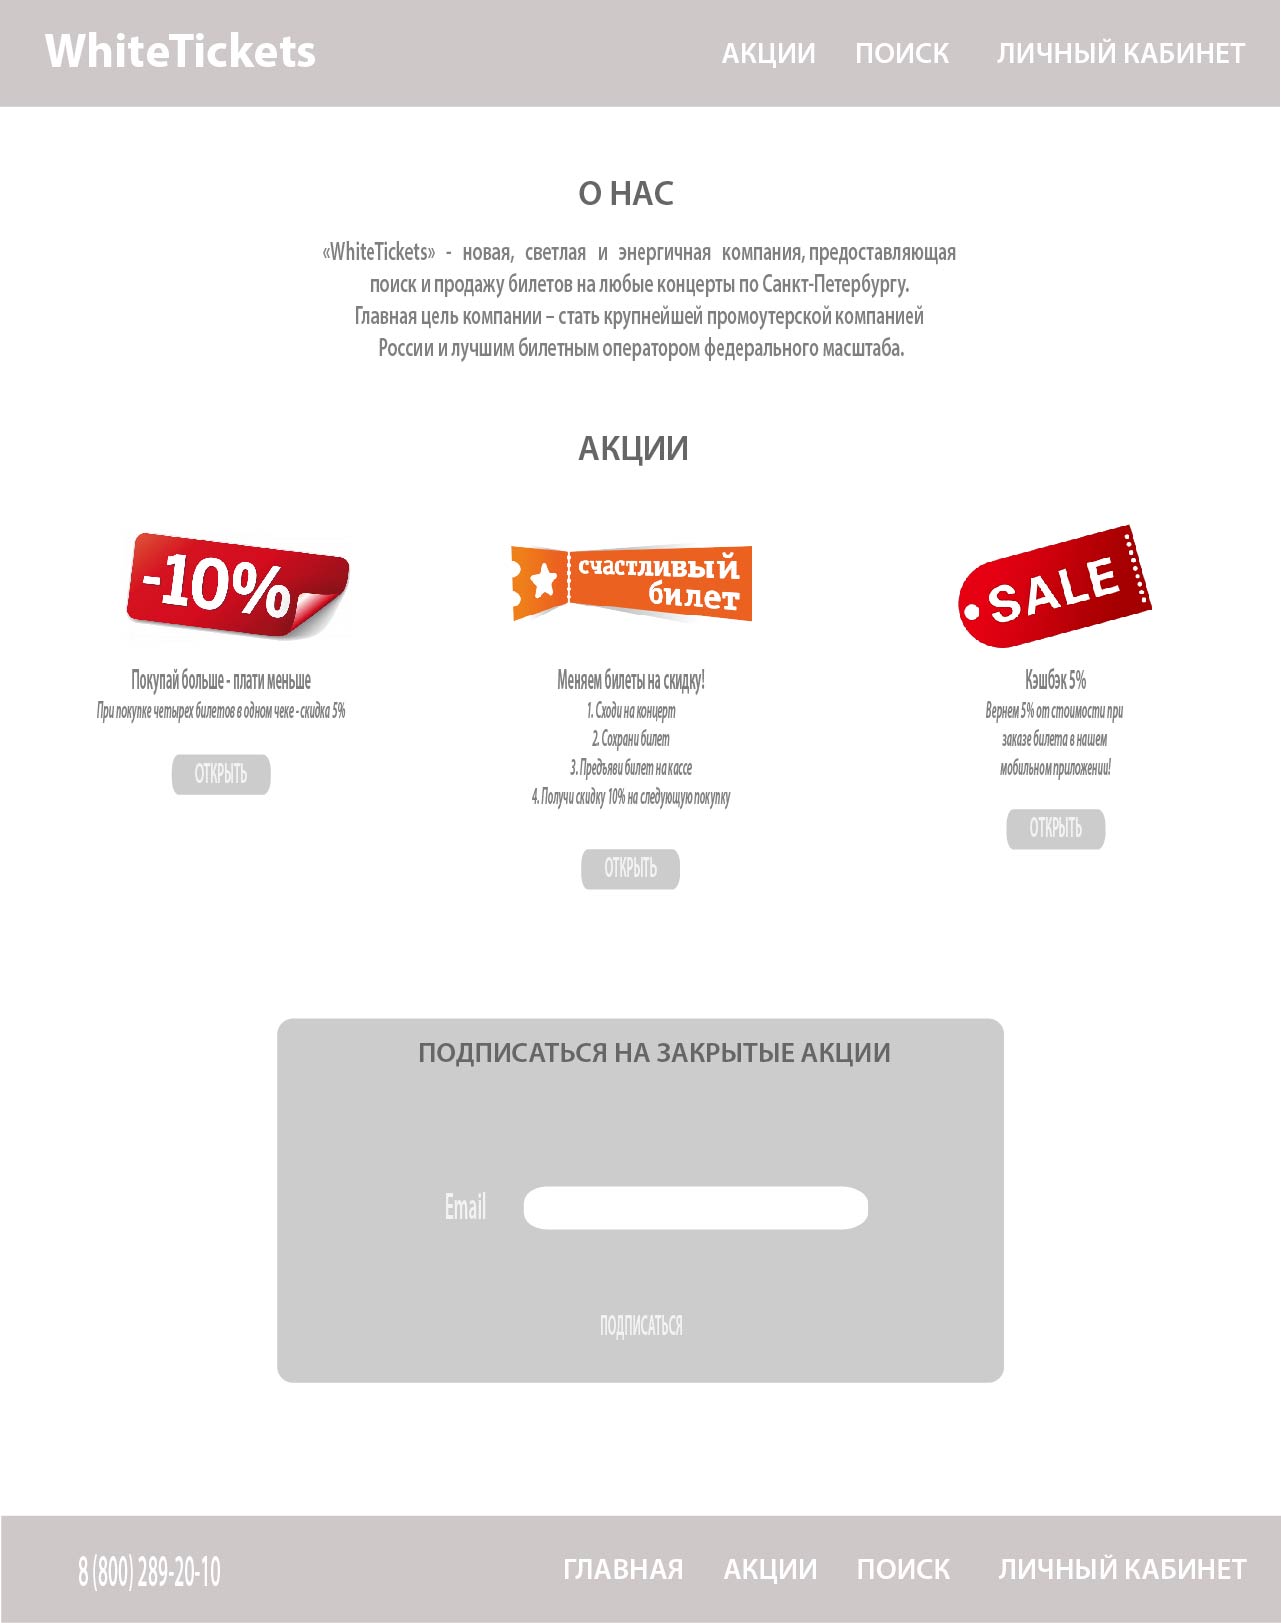 WhiteTickets
АКЦИИ ПОИСК ЛИЧНЫЙ КАБИНЕТ
О НАС
«WhiteTickets» - новая, светлая и энергичная компания, предоставляющая
поиск и продажу билетов на любые концерты по Санкт-Петербургу.
Главная цель компании – стать крупнейшей промоутерской компанией
России и лучшим билетным оператором федерального масштаба.
АКЦИИ
-10%
Покупай больше - плати меньше
При покупке четырех билетов в одном чеке - скидка 5%
ОТКРЫТЬ
счастливый
билет
Меняем билеты на скидку!
1. Сходи на концерт
2. Сохрани билет
3. Предъяви билет на кассе
4. Получи скидку 10% на следующую покупку
ОТКРЫТЬ
SALE
Кэшбэк 5%
Вернем 5% от стоимости при
заказе билета в нашем
мобильном приложении!
ОТКРЫТЬ
ПОДПИСАТЬСЯ НА ЗАКРЫТЫЕ АКЦИИ
Email
ПОДПИСАТЬСЯ
8 (800) 289-20-10
ГЛАВНАЯ АКЦИИ ПОИСК ЛИЧНЫЙ КАБИНЕТ